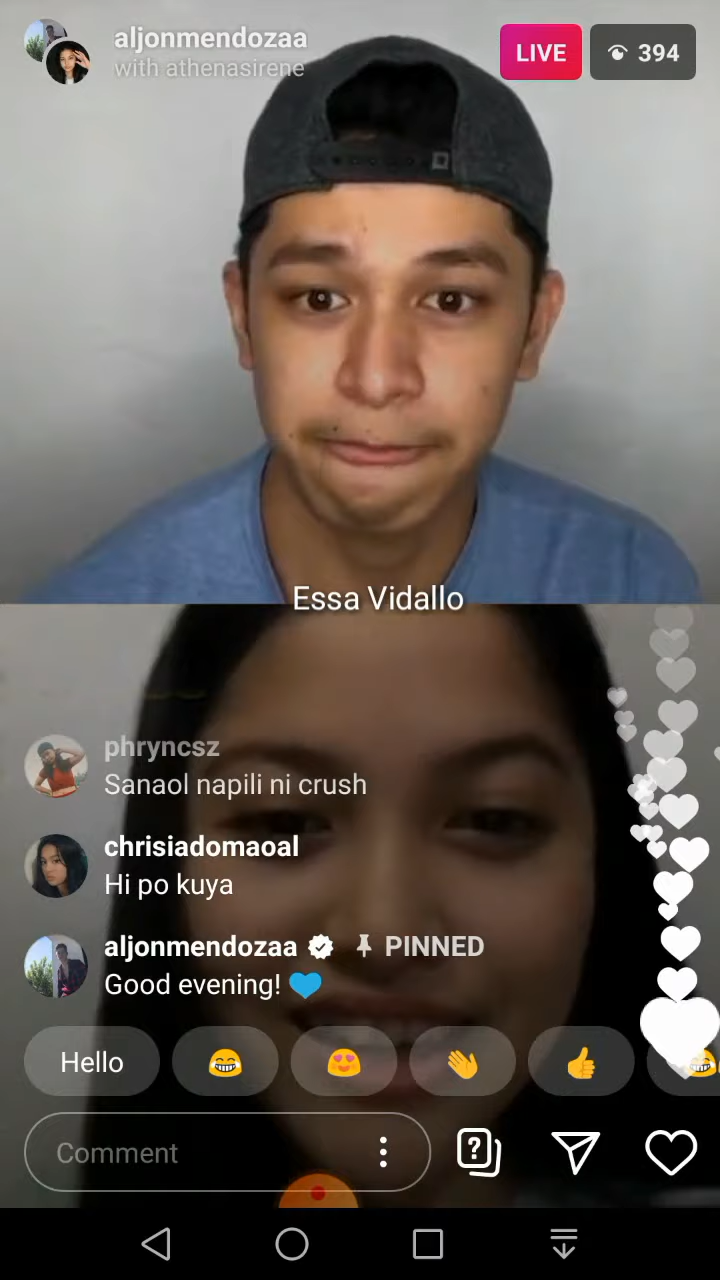 aljonmendozaa
with athenasirene
LIVE
394
Essa Vidallo
phryncsz
Sanaol napili ni crush
chrisiadomaoal
Hi po kuya
aljonmendozaa PINNED
Good evening! 💙
Hello 😂 😍 👏 👍 😂
Comment